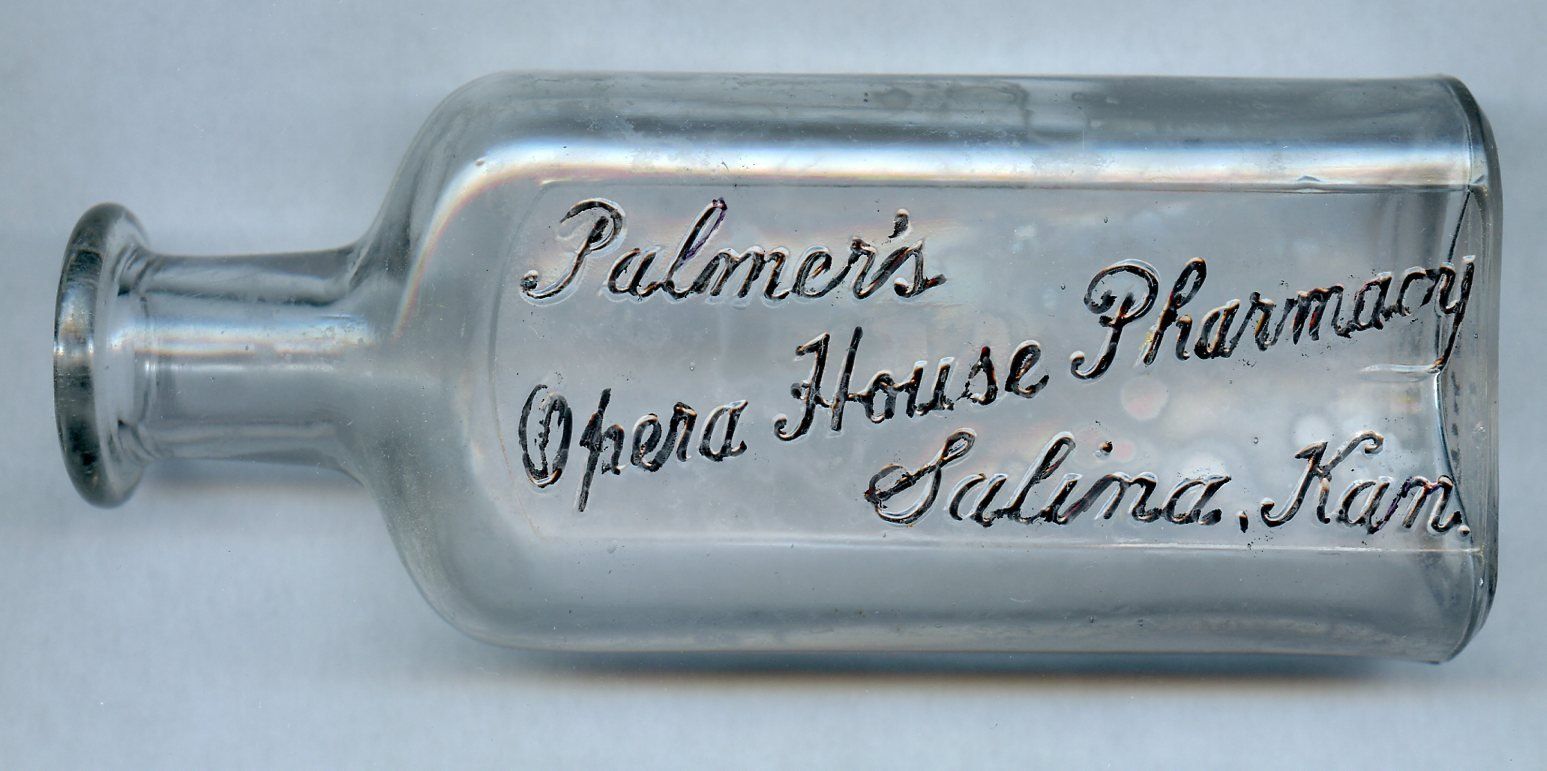 Palmer's
Opera House Pharmacy
Salina, Kan.